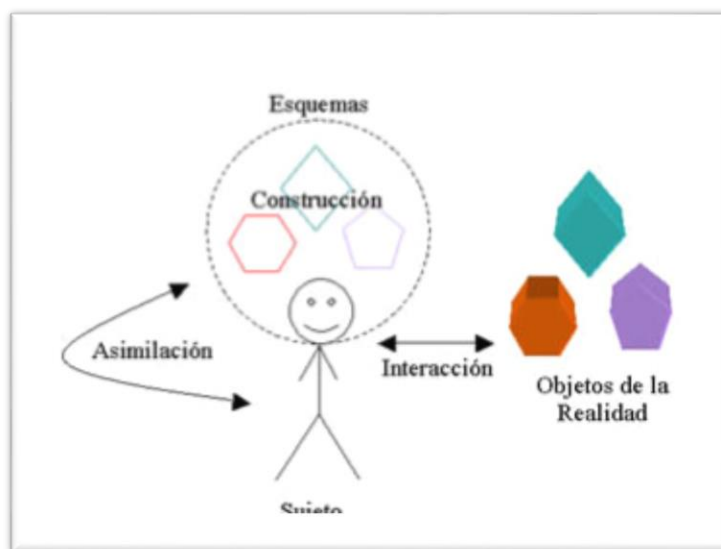 Esquemas
Construcción
Asimilación
Interacción
Objetos de la
Realidad
Sujeto